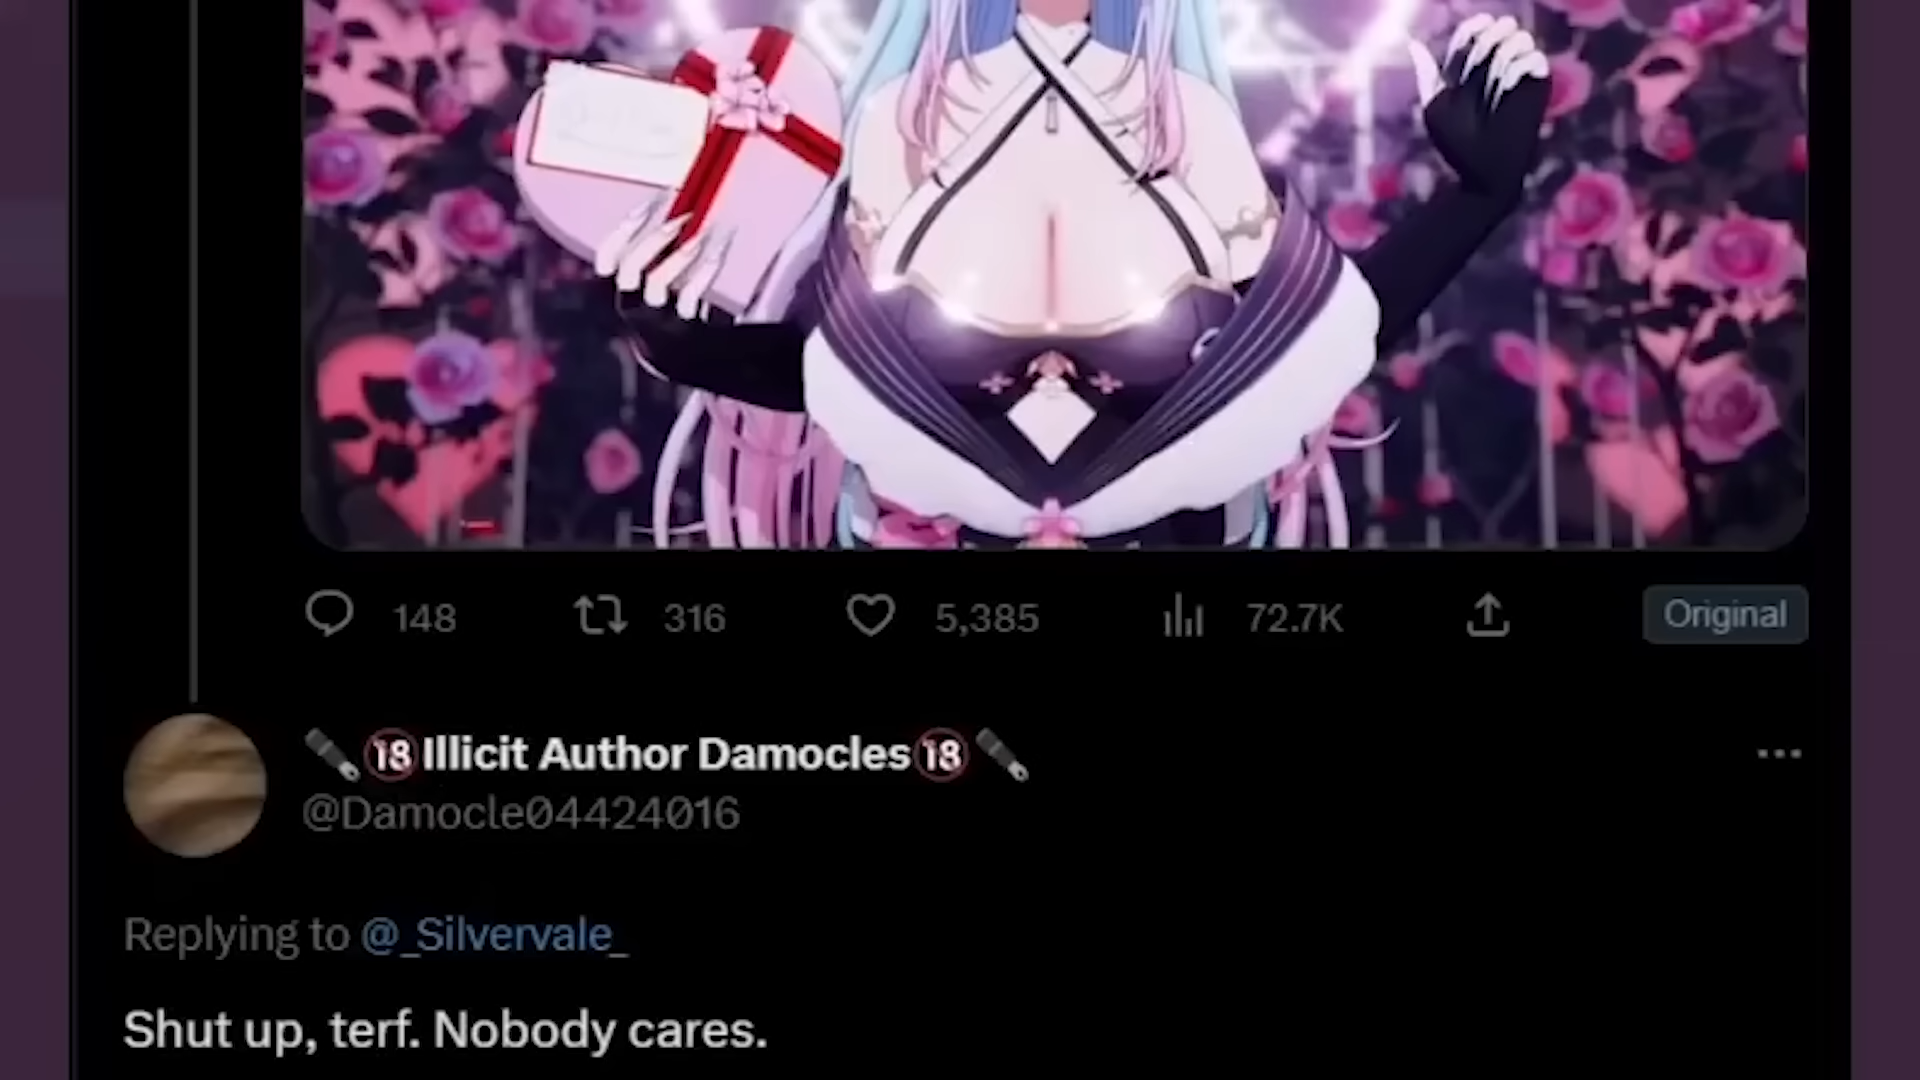 148 316 5,385 72.7K Original
🔞Illicit Author Damocles🔞
@Damocle04424016
Replying to @_Silvervale_
Shut up, terf. Nobody cares.